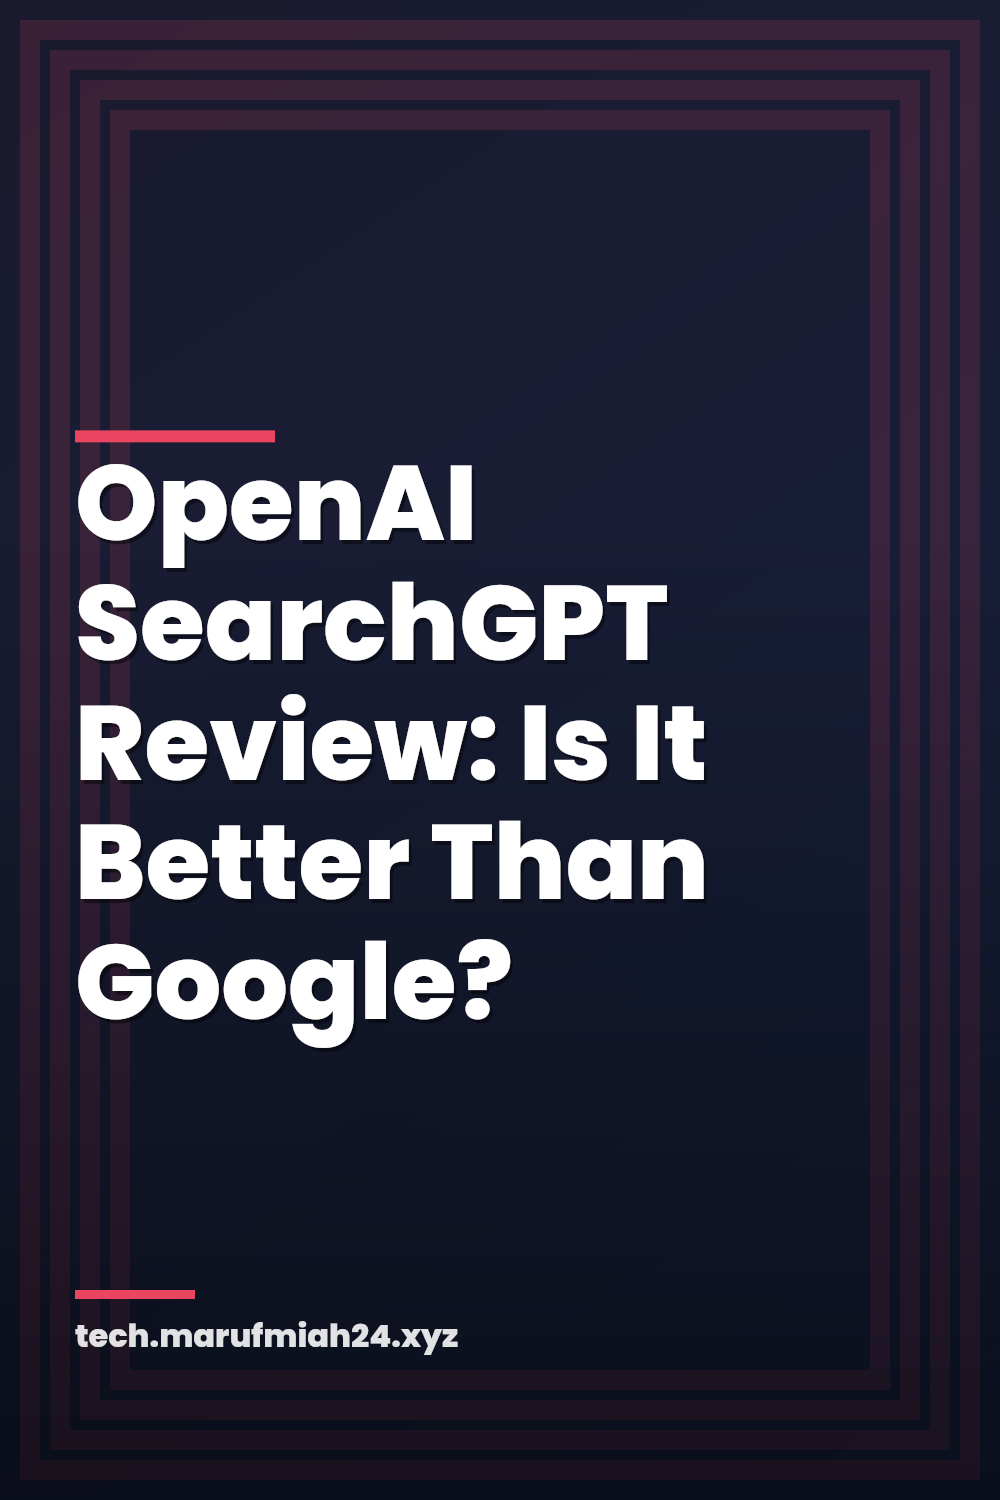 OpenAI
SearchGPT
Review: Is It
Better Than
Google?
tech.marufmiah24.xyz